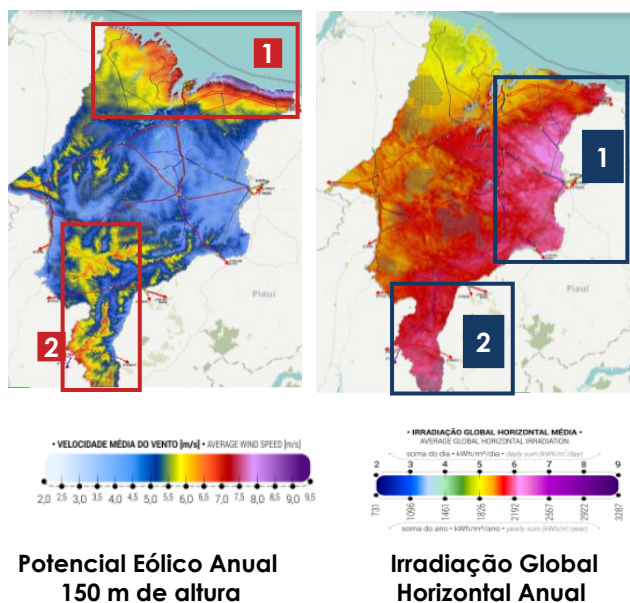 1
2
1
2
Piauí
Piauí
• VELOCIDADE MÉDIA DO VENTO [m/s] • AVERAGE WIND SPEED [m/s]
2,0 2,5 3,0 3,5 4,0 4,5 5,0 5,5 6,0 6,5 7,0 7,5 8,0 8,5 9,0 9,5
• IRRADIAÇÃO GLOBAL HORIZONTAL MÉDIA •
AVERAGE GLOBAL HORIZONTAL IRRADIATION
soma do dia • kWh/m²/dia • dayly sum (kWh/m²/day)
2 3 4 5 6 7 8 9
731 1096 1461 1826 2192 2557 2922 3287
soma do ano • kWh/m²/ano • yearly sum (kWh/m²/year)
Potencial Eólico Anual
150 m de altura
Irradiação Global
Horizontal Anual